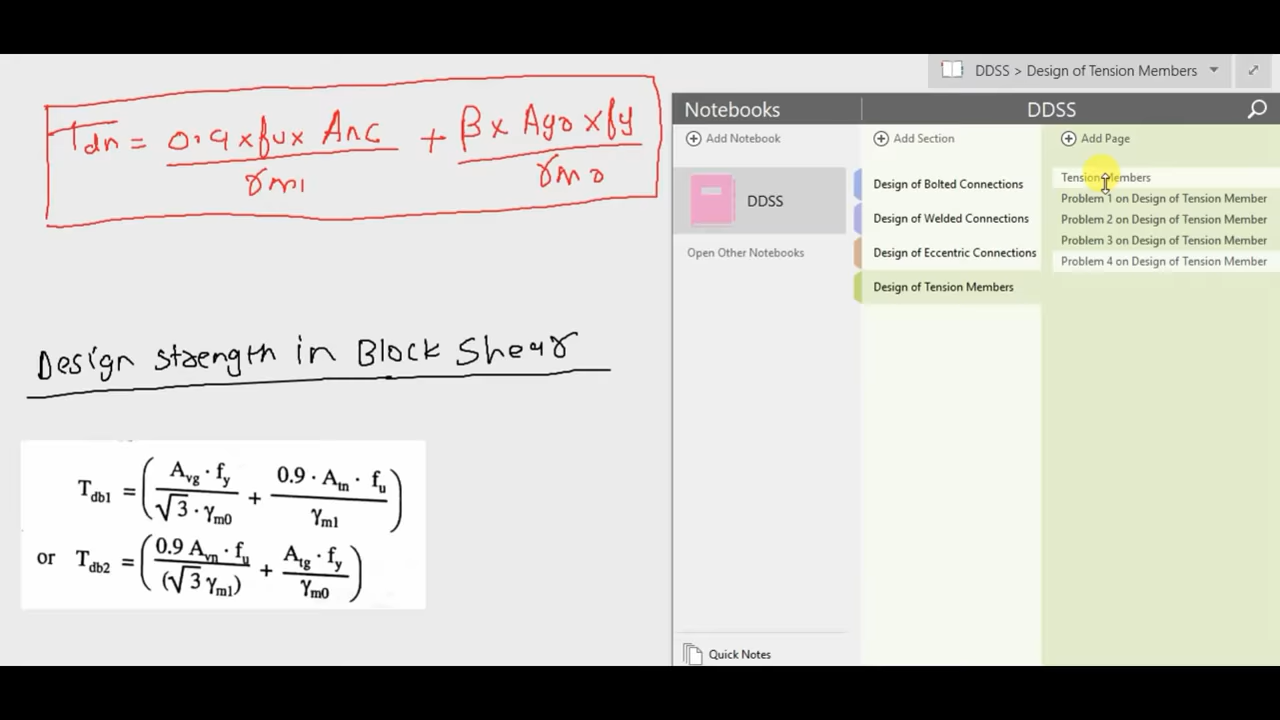 Tdn = 0.9 x fu x Anc / γm1 + β x Ago x fy / γm0
Design strength in Block Shear
Tdb1 = ( Avg · fy / √3 · γm0 + 0.9 · Atn · fu / γm1 )
or Tdb2 = ( 0.9 Avn · fu / (√3 γm1) + Atg · fy / γm0 )
DDSS > Design of Tension Members
Notebooks
DDSS
Add Notebook
Add Section
Add Page
DDSS
Open Other Notebooks
Design of Bolted Connections
Design of Welded Connections
Design of Eccentric Connections
Design of Tension Members
Tension Members
Problem 1 on Design of Tension Member
Problem 2 on Design of Tension Member
Problem 3 on Design of Tension Member
Problem 4 on Design of Tension Member
Quick Notes